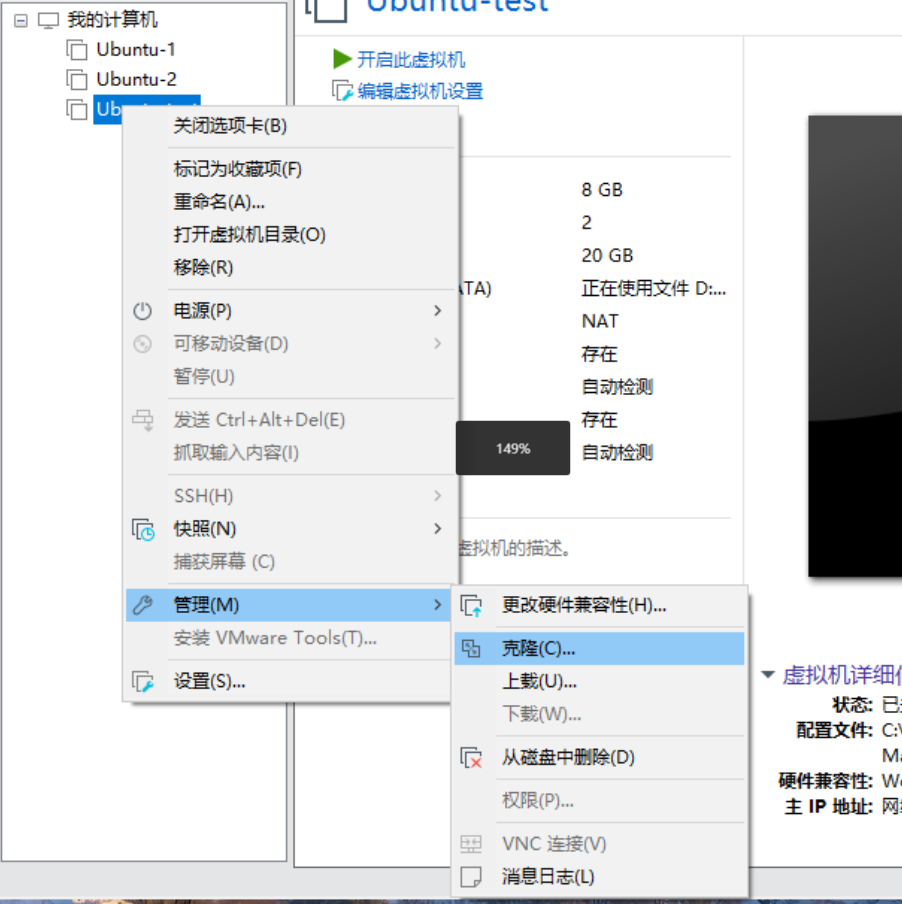 我的计算机
Ubuntu-1
Ubuntu-2
Ub
Ubuntu-test
开启此虚拟机
编辑虚拟机设置
8 GB
2
20 GB
ATA)
正在使用文件 D:...
NAT
存在
自动检测
存在
自动检测
149%
虚拟机的描述。
关闭选项卡(B)
标记为收藏项(F)
重命名(A)...
打开虚拟机目录(O)
移除(R)
电源(P)
可移动设备(D)
暂停(U)
发送 Ctrl+Alt+Del(E)
抓取输入内容(I)
SSH(H)
快照(N)
捕获屏幕 (C)
管理(M)
安装 VMware Tools(T)...
设置(S)...
更改硬件兼容性(H)...
克隆(C)...
上载(U)...
下载(W)...
从磁盘中删除(D)
权限(P)...
VNC 连接(V)
消息日志(L)
虚拟机详细
状态: 已
配置文件: C:\
Ma
硬件兼容性: Wo
主 IP 地址: 网